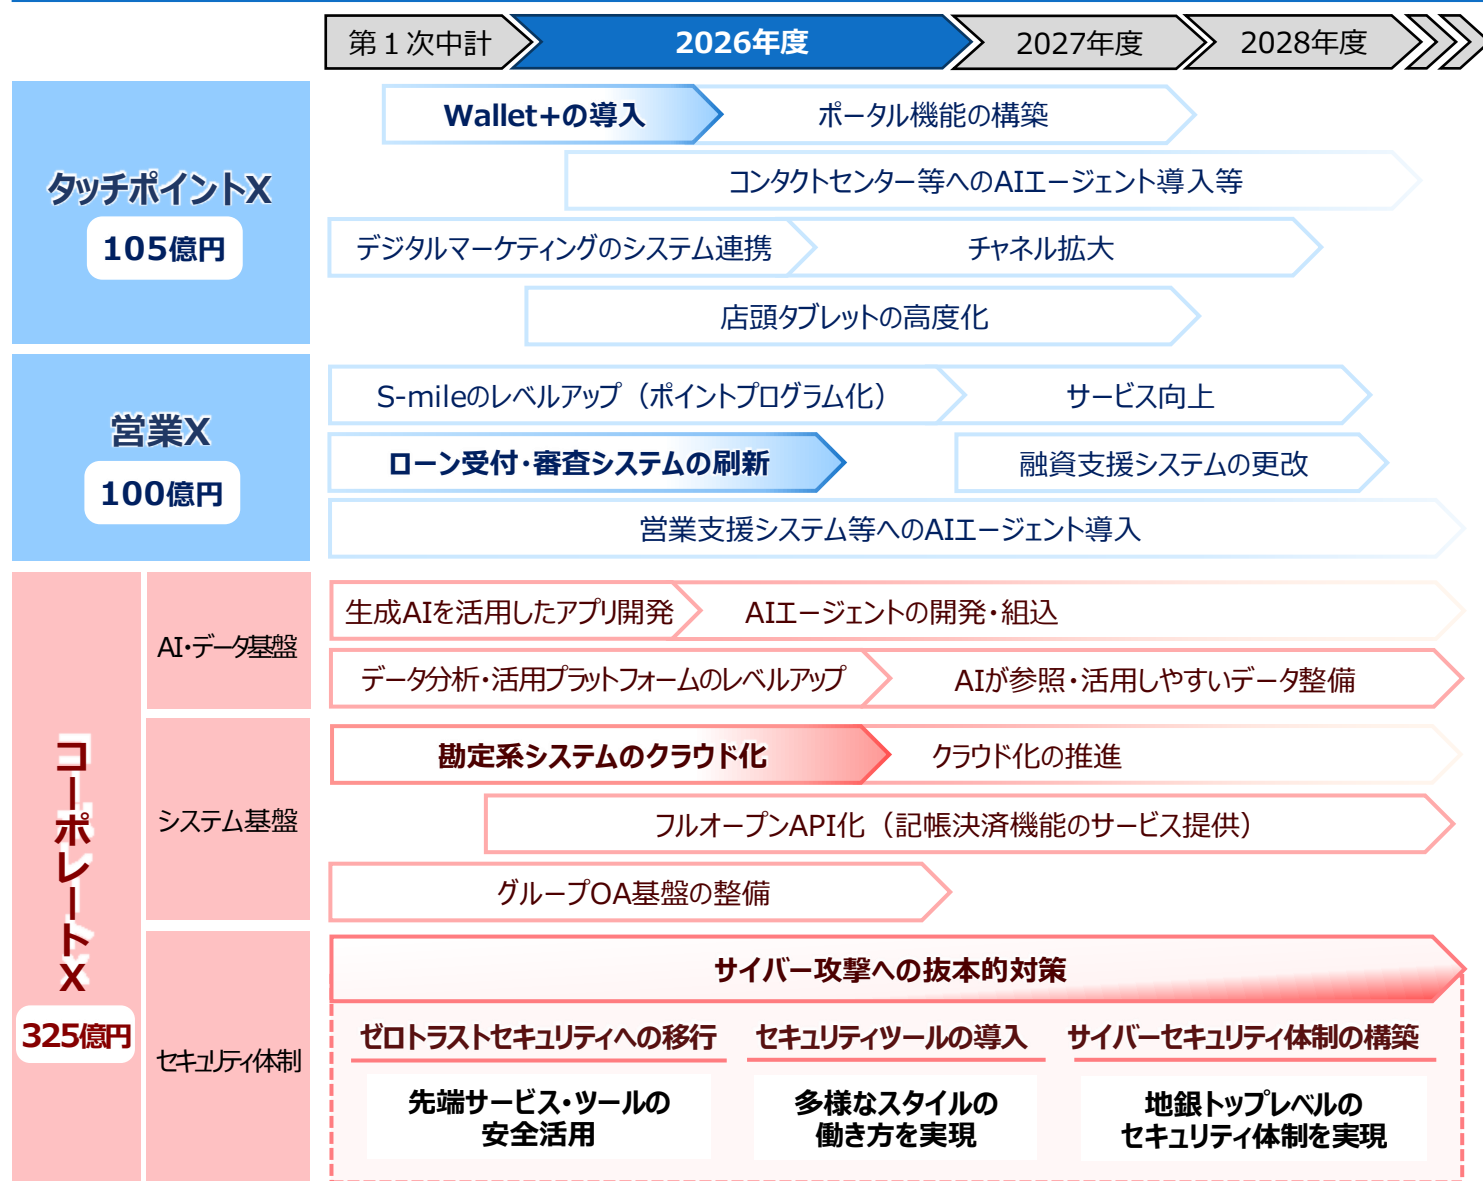 第１次中計
2026年度
2027年度
2028年度
タッチポイントX
105億円
Wallet+の導入
ポータル機能の構築
コンタクトセンター等へのAIエージェント導入等
デジタルマーケティングのシステム連携
チャネル拡大
店頭タブレットの高度化
営業X
100億円
S-mileのレベルアップ（ポイントプログラム化）
サービス向上
ローン受付・審査システムの刷新
融資支援システムの更改
営業支援システム等へのAIエージェント導入
コーポレートX
325億円
AI・データ基盤
生成AIを活用したアプリ開発
AIエージェントの開発・組込
データ分析・活用プラットフォームのレベルアップ
AIが参照・活用しやすいデータ整備
システム基盤
勘定系システムのクラウド化
クラウド化の推進
フルオープンAPI化（記帳決済機能のサービス提供）
グループOA基盤の整備
セキュリティ体制
サイバー攻撃への抜本的対策
ゼロトラストセキュリティへの移行
先端サービス・ツールの
安全活用
セキュリティツールの導入
多様なスタイルの
働き方を実現
サイバーセキュリティ体制の構築
地銀トップレベルの
セキュリティ体制を実現